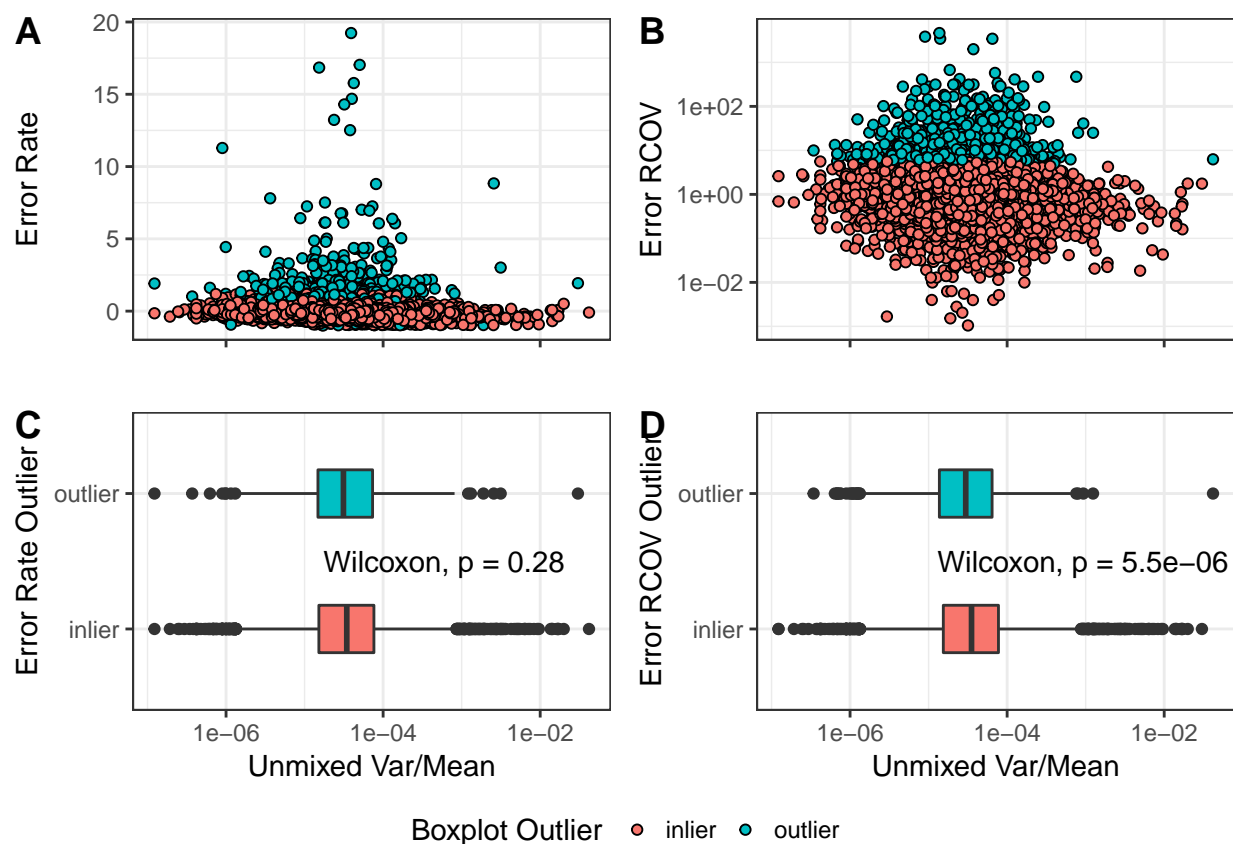 A
Error Rate
20
15
10
5
0
B
Error RCOV
1e+02
1e+00
1e−02
C
Error Rate Outlier
outlier
inlier
Wilcoxon, p = 0.28
1e−06
1e−04
1e−02
Unmixed Var/Mean
D
Error RCOV Outlier
outlier
inlier
Wilcoxon, p = 5.5e−06
1e−06
1e−04
1e−02
Unmixed Var/Mean
Boxplot Outlier inlier outlier